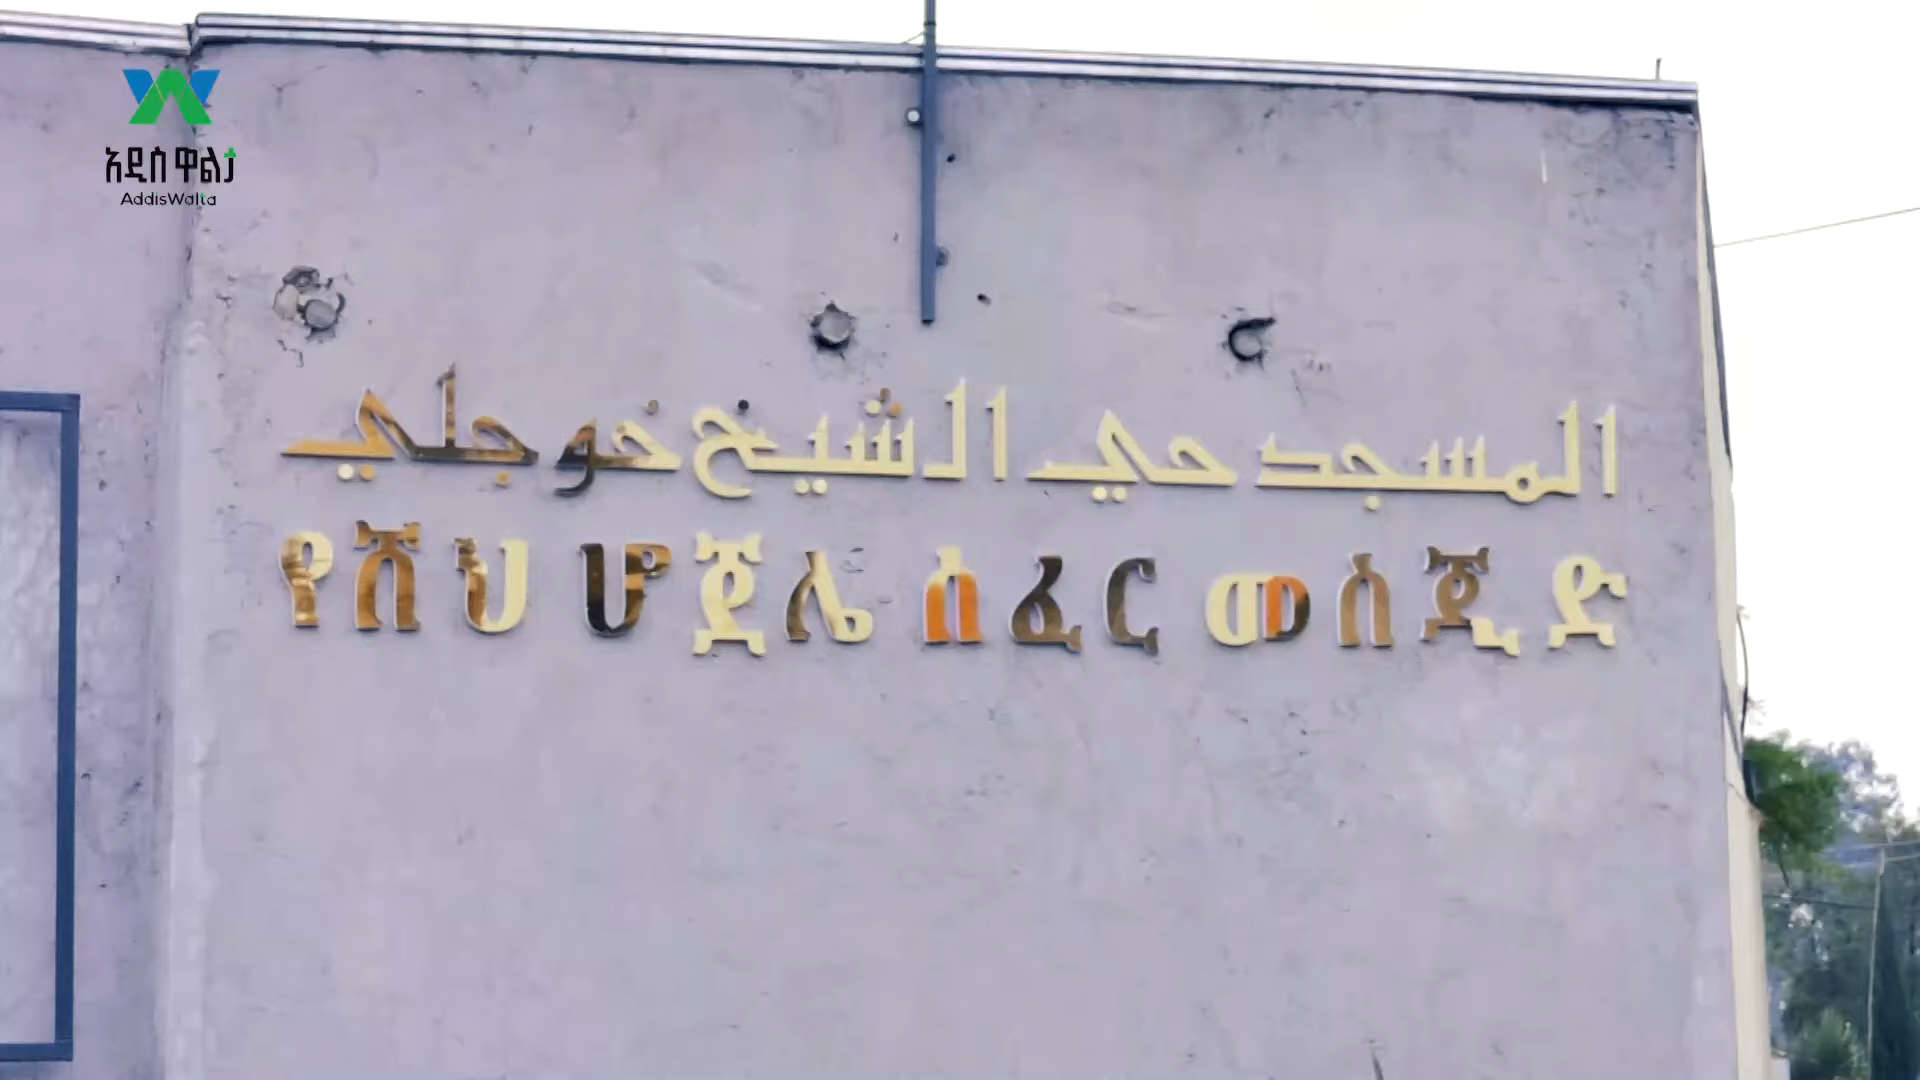 አዲስ ዋልታ
AddisWalta
المسجد حي الشيخ خوجلي
የሼህ ሆጀሌ ሰፈር መስጂድ